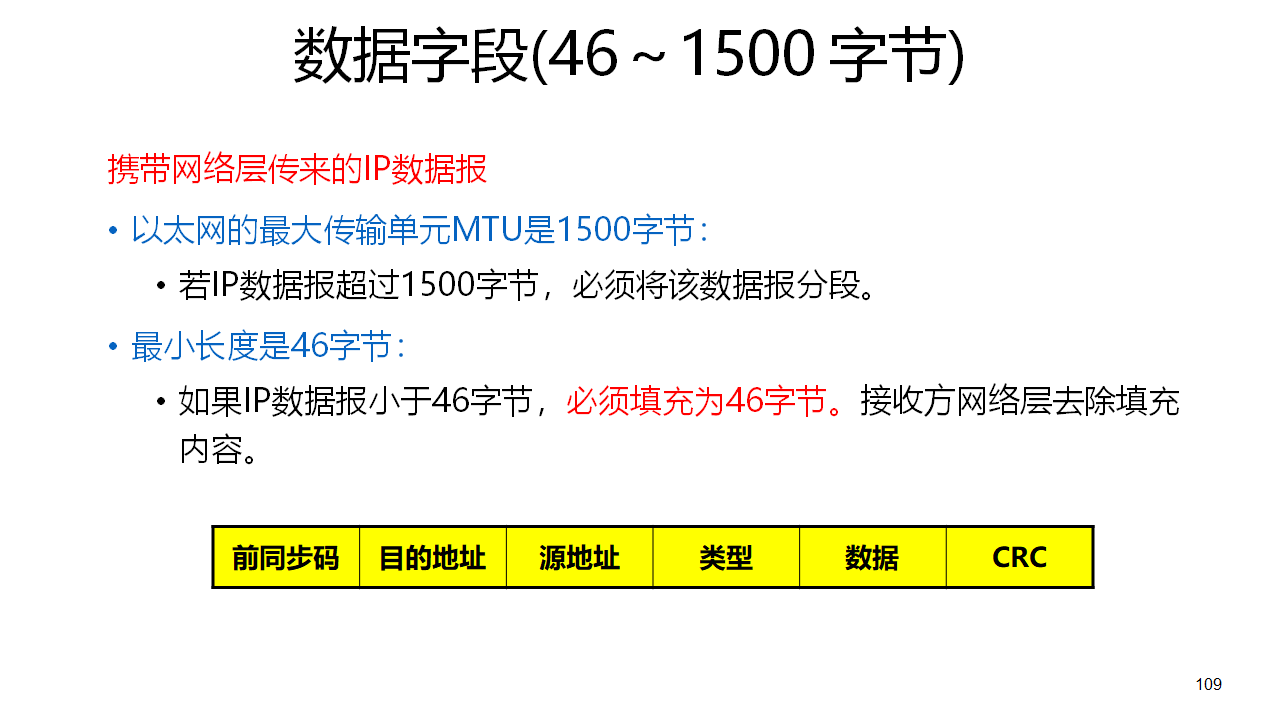 数据字段(46～1500 字节)
携带网络层传来的IP数据报
• 以太网的最大传输单元MTU是1500字节：
• 若IP数据报超过1500字节，必须将该数据报分段。
• 最小长度是46字节：
• 如果IP数据报小于46字节，必须填充为46字节。接收方网络层去除填充
内容。
前同步码 目的地址 源地址 类型 数据 CRC
109